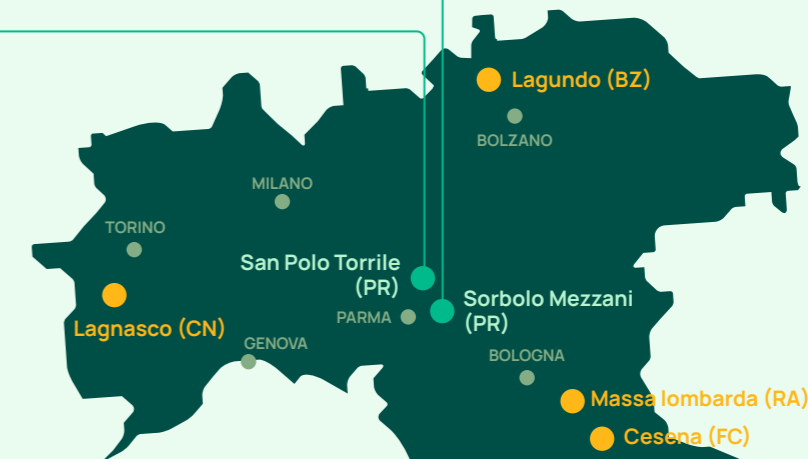 Lagundo (BZ)
BOLZANO
MILANO
TORINO
San Polo Torrile
(PR)
Sorbolo Mezzani
(PR)
PARMA
Lagnasco (CN)
GENOVA
BOLOGNA
Massa lombarda (RA)
Cesena (FC)